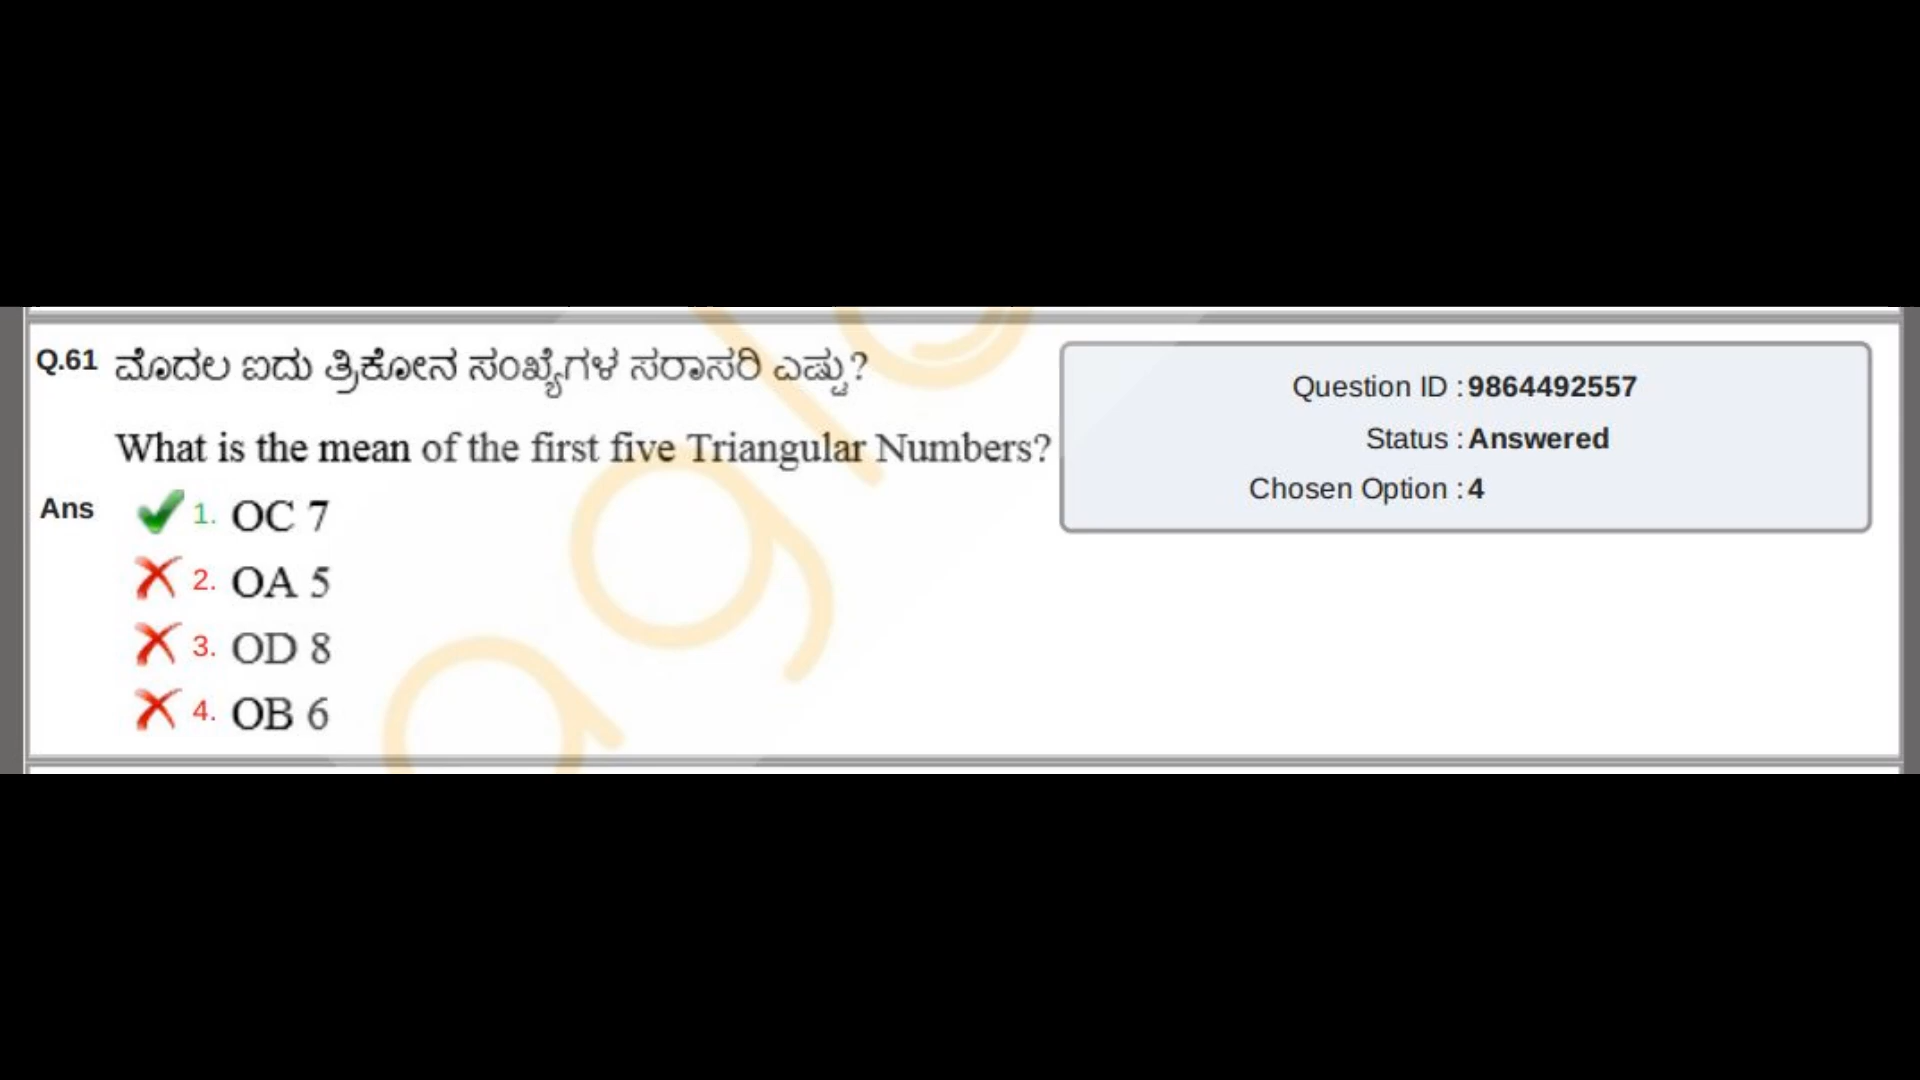 Q.61 ಮೊದಲ ಐದು ತ್ರಿಕೋನ ಸಂಖ್ಯೆಗಳ ಸರಾಸರಿ ಎಷ್ಟು?
What is the mean of the first five Triangular Numbers?
Ans 1. OC 7
2. OA 5
3. OD 8
4. OB 6
Question ID : 9864492557
Status : Answered
Chosen Option : 4